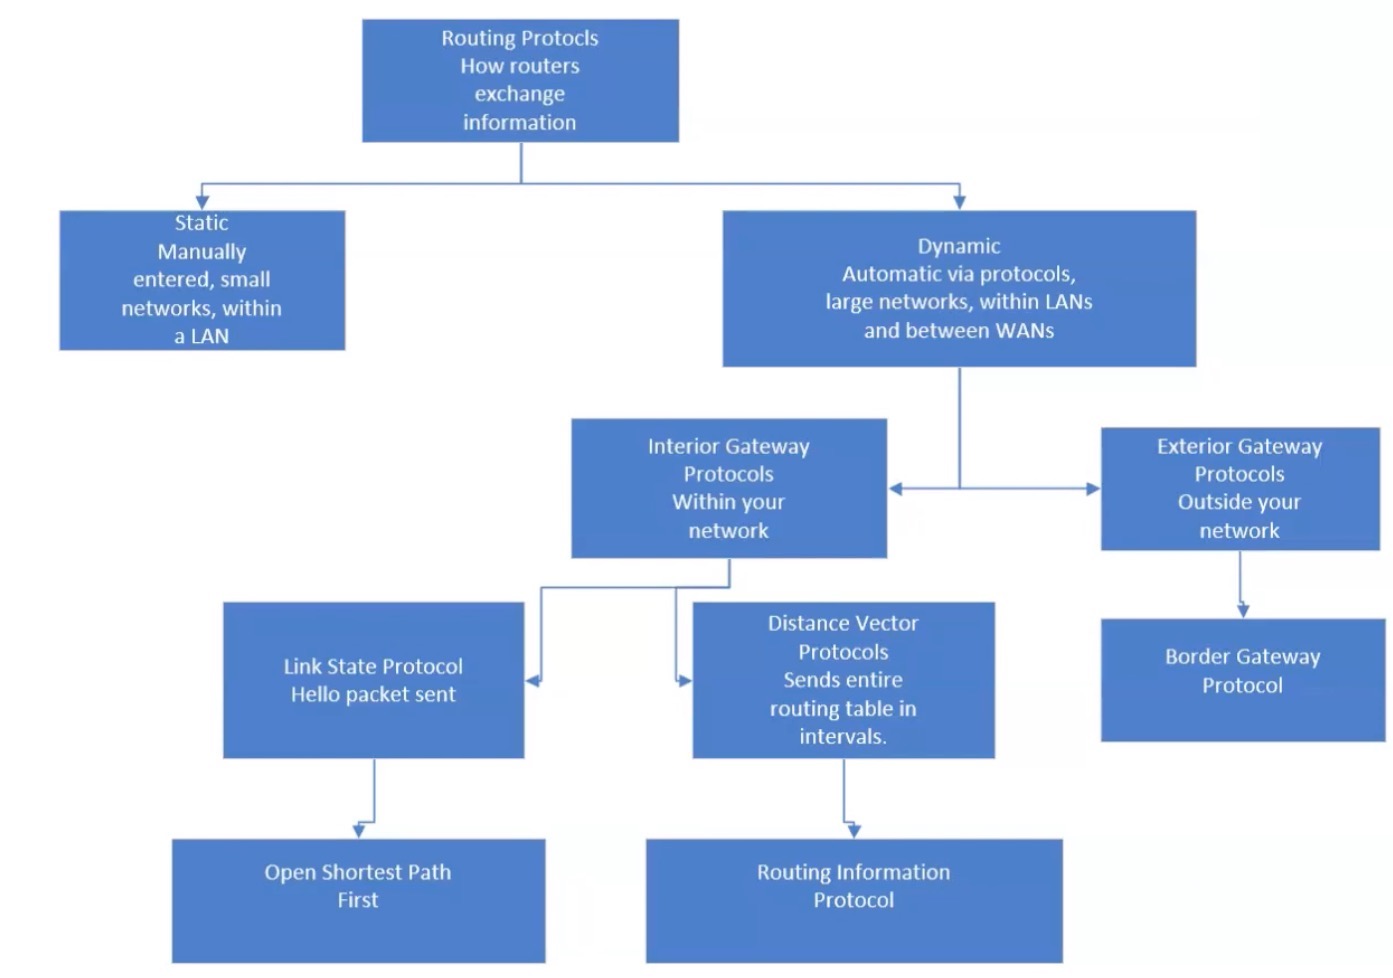 Routing Protocls
How routers
exchange
information
Static
Manually
entered, small
networks, within
a LAN
Dynamic
Automatic via protocols,
large networks, within LANs
and between WANs
Interior Gateway
Protocols
Within your
network
Exterior Gateway
Protocols
Outside your
network
Link State Protocol
Hello packet sent
Distance Vector
Protocols
Sends entire
routing table in
intervals.
Border Gateway
Protocol
Open Shortest Path
First
Routing Information
Protocol